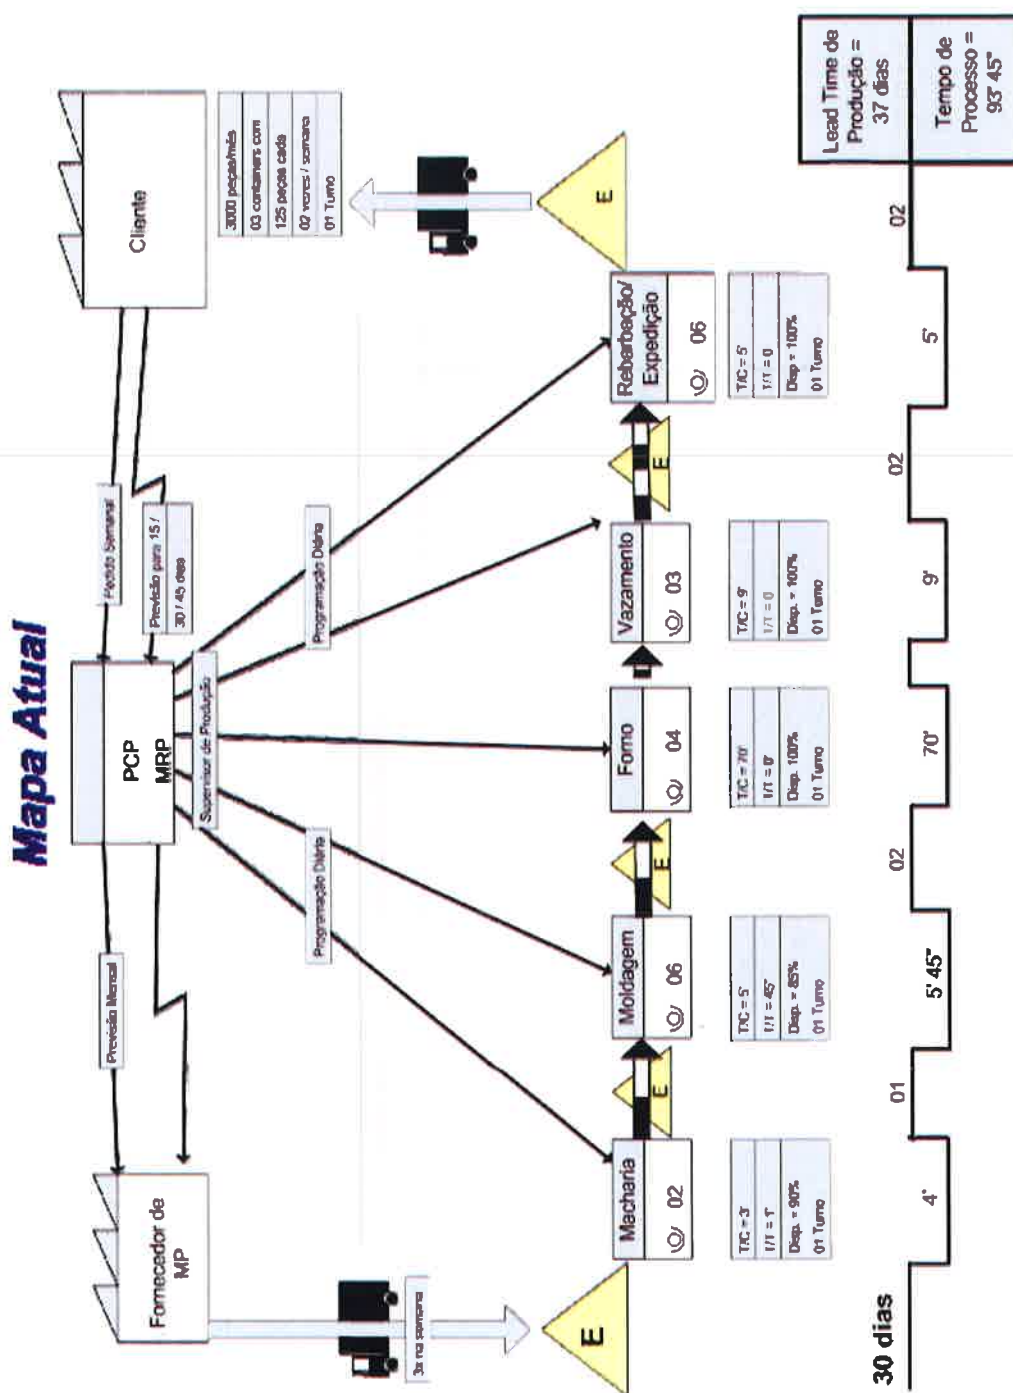 Mapa Atual
Fornecedor de
MP
Previsão Mensal
PCP
MRP
Pedido Semanal
Previsão para 15 /
30 / 45 dias
Cliente
3000 peças/mês
03 containers com
125 peças cada
02 vezes / semana
01 Turno
3x na semana
Supervisor de Produção
Programação Diária
Programação Diária
E
Macharia
02
E
Moldagem
06
E
Forno
04
Vazamento
03
E
Rebarbação/
Expedição
06
E
T/C = 3'
T/T = 1'
Disp. = 90%
01 Turno
T/C = 5'
T/T = 45"
Disp. = 85%
01 Turno
T/C = 70'
T/T = 0'
Disp. 100%
01 Turno
T/C = 9'
T/T = 0
Disp. = 100%
01 Turno
T/C = 5'
T/T = 0
Disp = 100%
01 Turno
30 dias
4'
01
5' 45"
02
70'
9'
02
5'
02
Lead Time de
Produção =
37 dias
Tempo de
Processo =
93' 45"